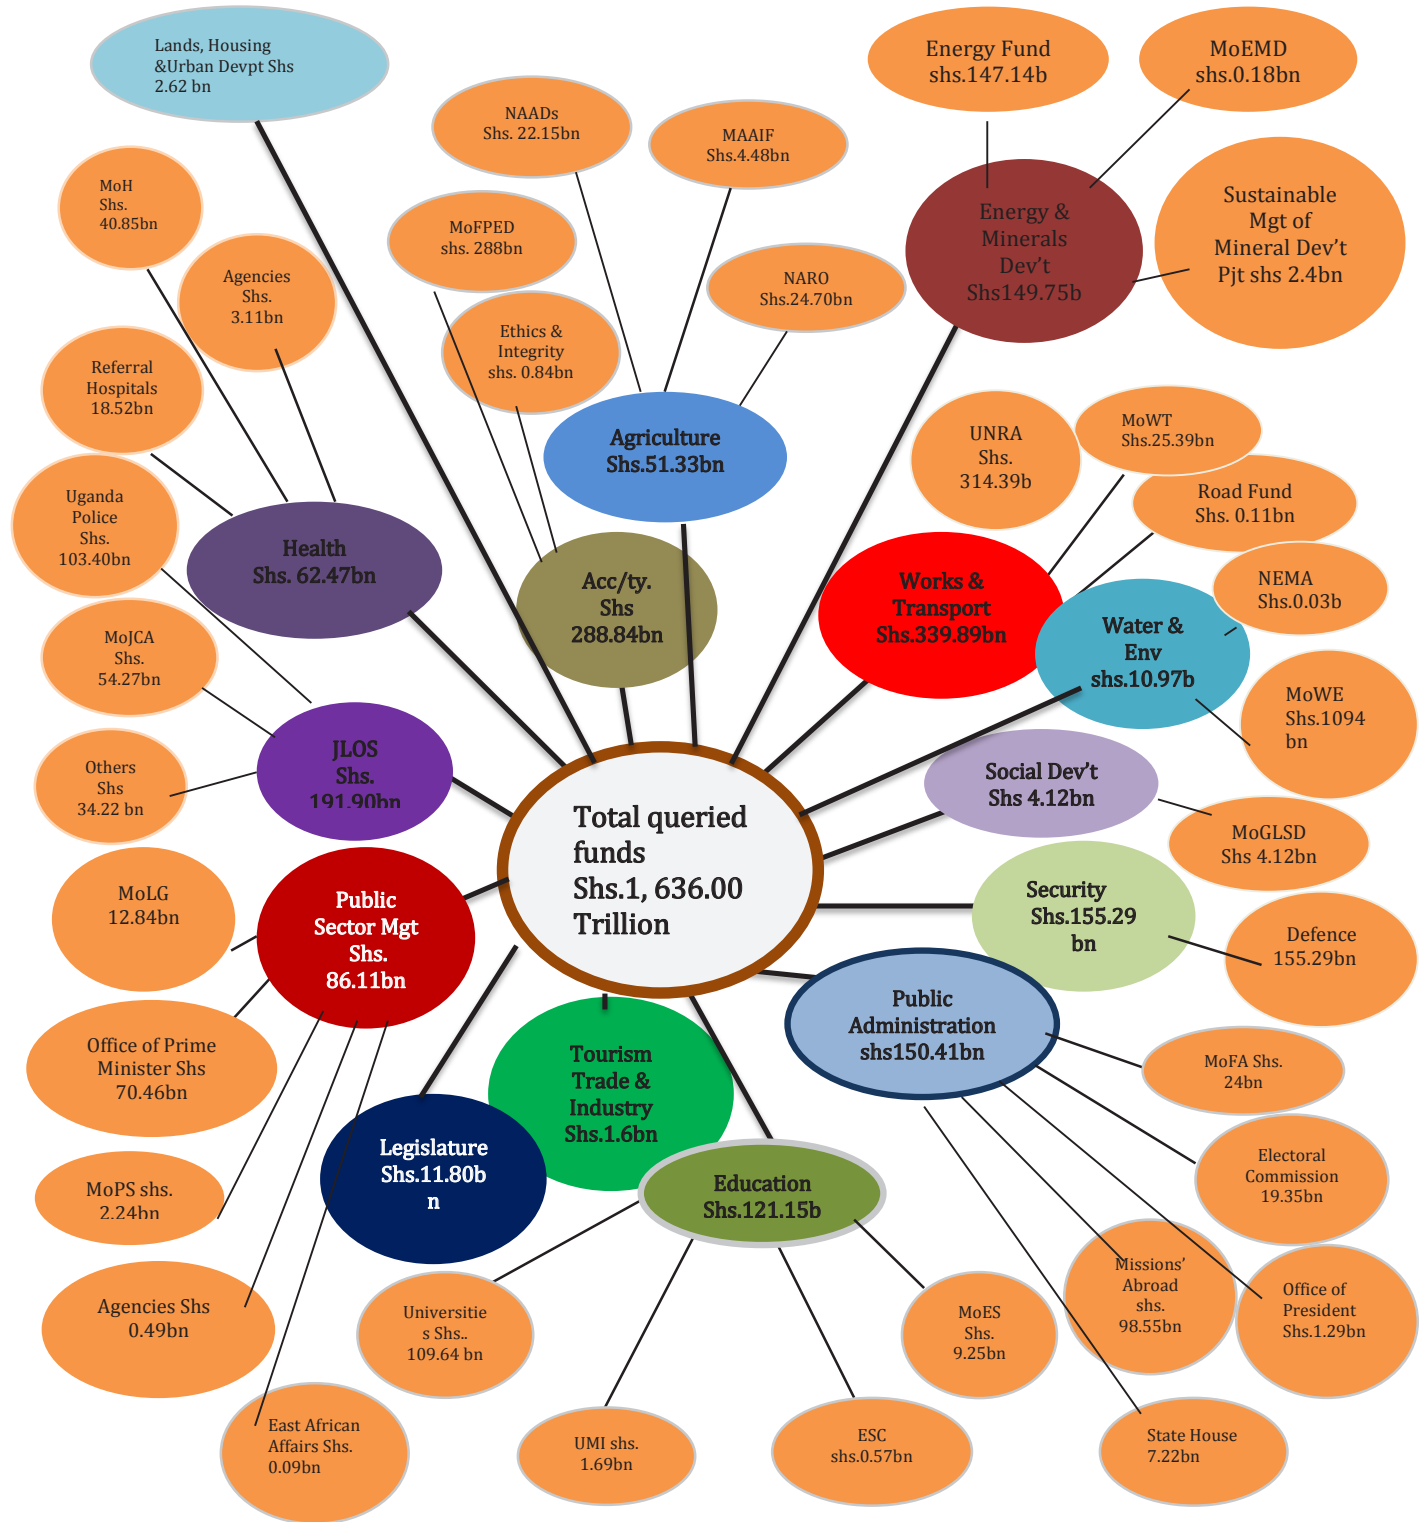 Lands, Housing
&Urban Devpt Shs
2.62 bn
Energy Fund
shs.147.14b
MoEMD
shs.0.18bn
NAADs
Shs. 22.15bn
MAAIF
Shs.4.48bn
MoH
Shs.
40.85bn
MoFPED
shs. 288bn
Energy &
Minerals
Dev't
Shs149.75b
Sustainable
Mgt of
Mineral Dev't
Pjt shs 2.4bn
Agencies
Shs.
3.11bn
NARO
Shs.24.70bn
Ethics &
Integrity
shs. 0.84bn
Referral
Hospitals
18.52bn
Agriculture
Shs.51.33bn
UNRA
Shs.
314.39b
MoWT
Shs.25.39bn
Road Fund
Shs. 0.11bn
Uganda
Police
Shs.
103.40bn
Health
Shs. 62.47bn
Acc/ty.
Shs
288.84bn
Works &
Transport
Shs.339.89bn
NEMA
Shs.0.03b
Water &
Env
shs.10.97b
MoJCA
Shs.
54.27bn
MoWE
Shs.1094
bn
JLOS
Shs.
191.90bn
Others
Shs
34.22 bn
Social Dev't
Shs 4.12bn
Total queried
funds
Shs.1, 636.00
Trillion
MoGLSD
Shs 4.12bn
MoLG
12.84bn
Public
Sector Mgt
Shs.
86.11bn
Security
Shs.155.29
bn
Defence
155.29bn
Office of Prime
Minister Shs
70.46bn
Public
Administration
shs150.41bn
Tourism
Trade &
Industry
Shs.1.6bn
MoFA Shs.
24bn
Legislature
Shs.11.80b
n
MoPS shs.
2.24bn
Education
Shs.121.15b
Electoral
Commission
19.35bn
Agencies Shs
0.49bn
Universitie
s Shs..
109.64 bn
MoES
Shs.
9.25bn
Missions'
Abroad
shs.
98.55bn
Office of
President
Shs.1.29bn
East African
Affairs Shs.
0.09bn
UMI shs.
1.69bn
ESC
shs.0.57bn
State House
7.22bn